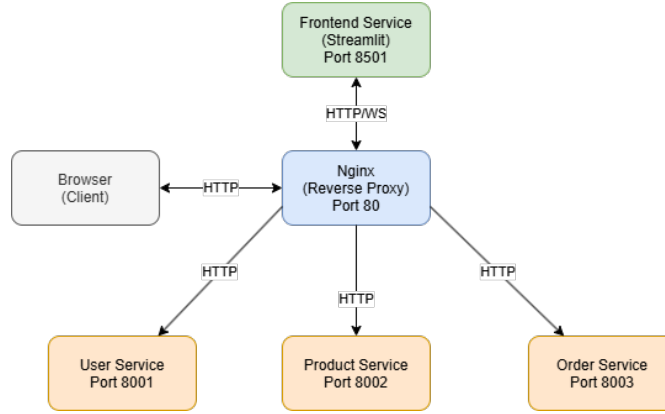 Frontend Service
(Streamlit)
Port 8501
HTTP/WS
Browser
(Client)
HTTP
Nginx
(Reverse Proxy)
Port 80
HTTP
HTTP
HTTP
User Service
Port 8001
Product Service
Port 8002
Order Service
Port 8003